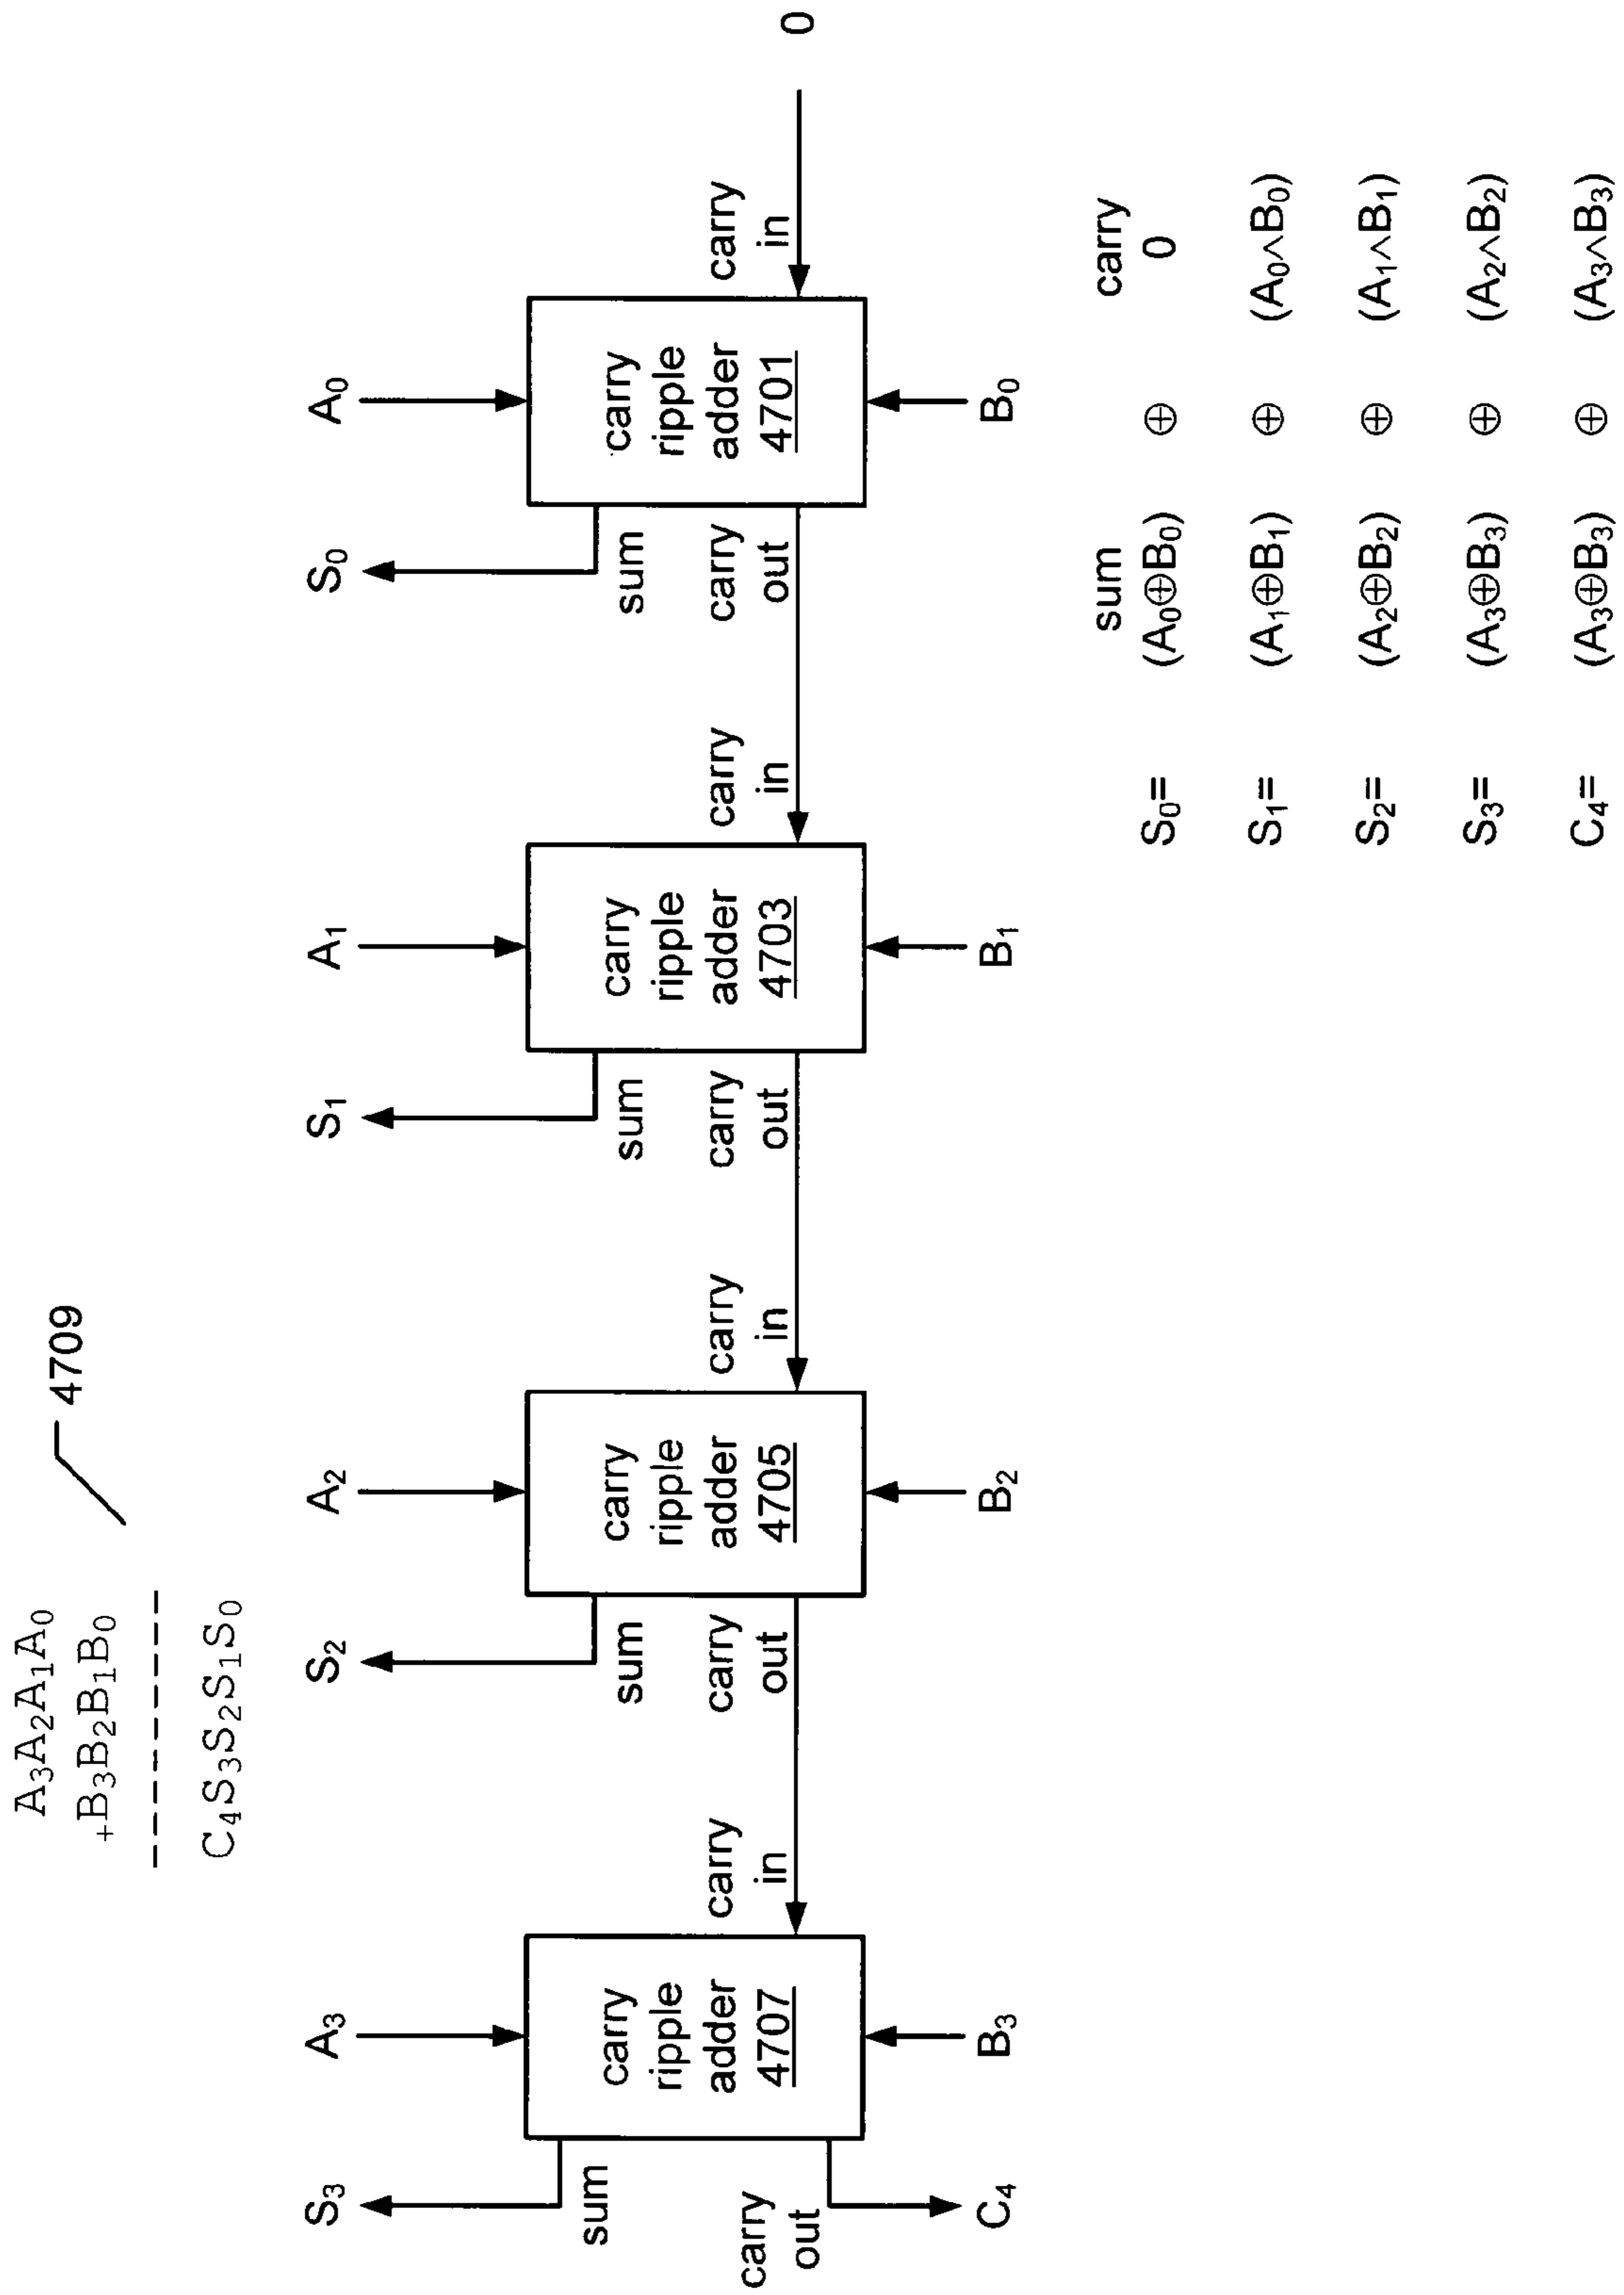 A₃A₂A₁A₀
+B₃B₂B₁B₀
------
C₄S₃S₂S₁S₀
4709
S₃
A₃
S₂
A₂
S₁
A₁
S₀
A₀
carry
ripple
adder
4707
sum
carry
out
carry
in
B₃
C₄
carry
ripple
adder
4705
sum
carry
out
carry
in
B₂
carry
ripple
adder
4703
sum
carry
out
carry
in
B₁
carry
ripple
adder
4701
sum
carry
out
carry
in
B₀
0
sum carry
S₀= (A₀⊕B₀) ⊕ 0
S₁= (A₁⊕B₁) ⊕ (A₀∧B₀)
S₂= (A₂⊕B₂) ⊕ (A₁∧B₁)
S₃= (A₃⊕B₃) ⊕ (A₂∧B₂)
C₄= (A₃⊕B₃) ⊕ (A₃∧B₃)